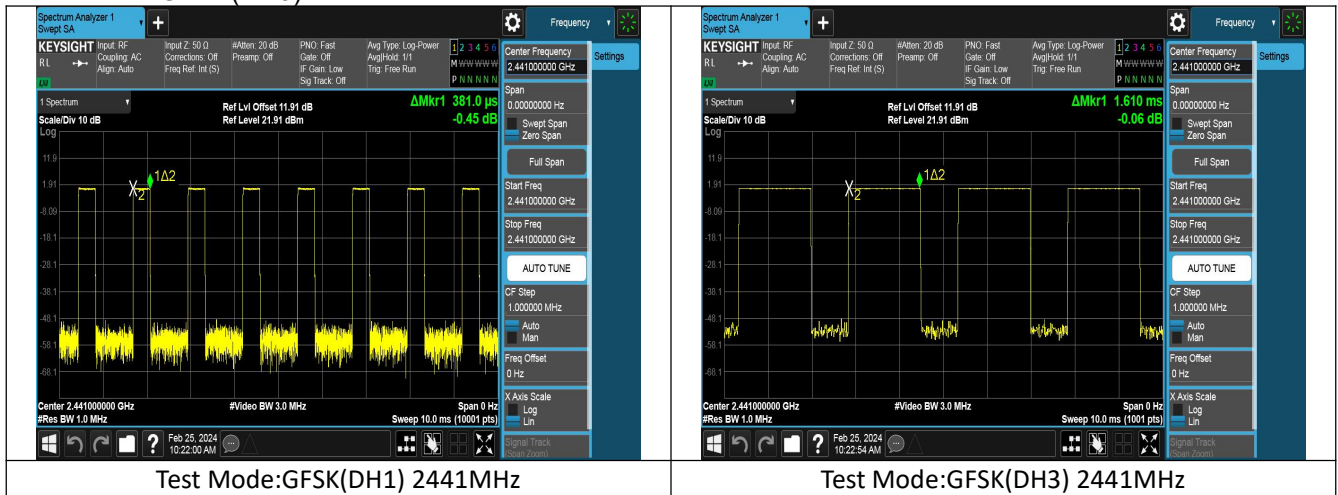 Spectrum Analyzer 1
Swept SA
+
Frequency
KEYSIGHT
RL
Input: RF
Coupling: AC
Align: Auto
Input Z: 50 Ω
Corrections: Off
Freq Ref: Int (S)
#Atten: 20 dB
Preamp: Off
PNO: Fast
Gate: Off
IF Gain: Low
Sig Track: Off
Avg Type: Log-Power
Avg|Hold: 1/1
Trig: Free Run
1 2 3 4 5 6
M W W W W W
P N N N N N
1 Spectrum
Scale/Div 10 dB
Log
Ref Lvl Offset 11.91 dB
Ref Level 21.91 dBm
ΔMkr1 381.0 µs
-0.45 dB
11.9
1.91
-8.09
-18.1
-28.1
-38.1
-48.1
-58.1
-68.1
1Δ2
2
Center 2.441000000 GHz
#Res BW 1.0 MHz
#Video BW 3.0 MHz
Span 0 Hz
Sweep 10.0 ms (1001 pts)
Center Frequency
2.441000000 GHz
Settings
Span
0.00000000 Hz
Swept Span
Zero Span
Full Span
Start Freq
2.441000000 GHz
Stop Freq
2.441000000 GHz
AUTO TUNE
CF Step
1.000000 MHz
Auto
Man
Freq Offset
0 Hz
X Axis Scale
Log
Lin
Signal Track
(Span Zoom)
?
Feb 25, 2024
10:22:00 AM
Test Mode:GFSK(DH1) 2441MHz
Spectrum Analyzer 1
Swept SA
+
Frequency
KEYSIGHT
RL
Input: RF
Coupling: AC
Align: Auto
Input Z: 50 Ω
Corrections: Off
Freq Ref: Int (S)
#Atten: 20 dB
Preamp: Off
PNO: Fast
Gate: Off
IF Gain: Low
Sig Track: Off
Avg Type: Log-Power
Avg|Hold: 1/1
Trig: Free Run
1 2 3 4 5 6
M W W W W W
P N N N N N
1 Spectrum
Scale/Div 10 dB
Log
Ref Lvl Offset 11.91 dB
Ref Level 21.91 dBm
ΔMkr1 1.610 ms
-0.06 dB
11.9
1.91
-8.09
-18.1
-28.1
-38.1
-48.1
-58.1
-68.1
1Δ2
2
Center 2.441000000 GHz
#Res BW 1.0 MHz
#Video BW 3.0 MHz
Span 0 Hz
Sweep 10.0 ms (1001 pts)
Center Frequency
2.441000000 GHz
Settings
Span
0.00000000 Hz
Swept Span
Zero Span
Full Span
Start Freq
2.441000000 GHz
Stop Freq
2.441000000 GHz
AUTO TUNE
CF Step
1.000000 MHz
Auto
Man
Freq Offset
0 Hz
X Axis Scale
Log
Lin
Signal Track
(Span Zoom)
?
Feb 25, 2024
10:22:54 AM
Test Mode:GFSK(DH3) 2441MHz